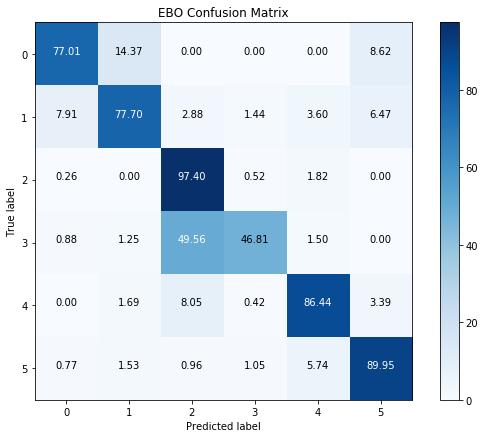 EBO Confusion Matrix
0 77.01 14.37 0.00 0.00 0.00 8.62
1 7.91 77.70 2.88 1.44 3.60 6.47
2 0.26 0.00 97.40 0.52 1.82 0.00
3 0.88 1.25 49.56 46.81 1.50 0.00
4 0.00 1.69 8.05 0.42 86.44 3.39
5 0.77 1.53 0.96 1.05 5.74 89.95
0 1 2 3 4 5
True label
Predicted label
80
60
40
20
0